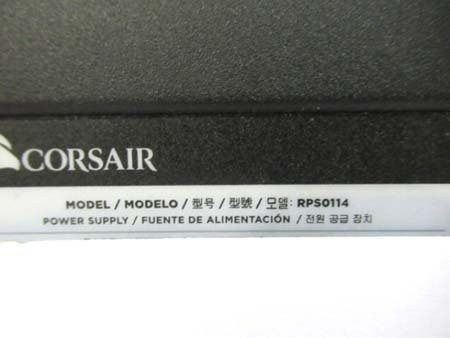 CORSAIR
MODEL / MODELO / 型号 / 型號 / 모델: RPS0114
POWER SUPPLY / FUENTE DE ALIMENTACIÓN / 전원 공급 장치